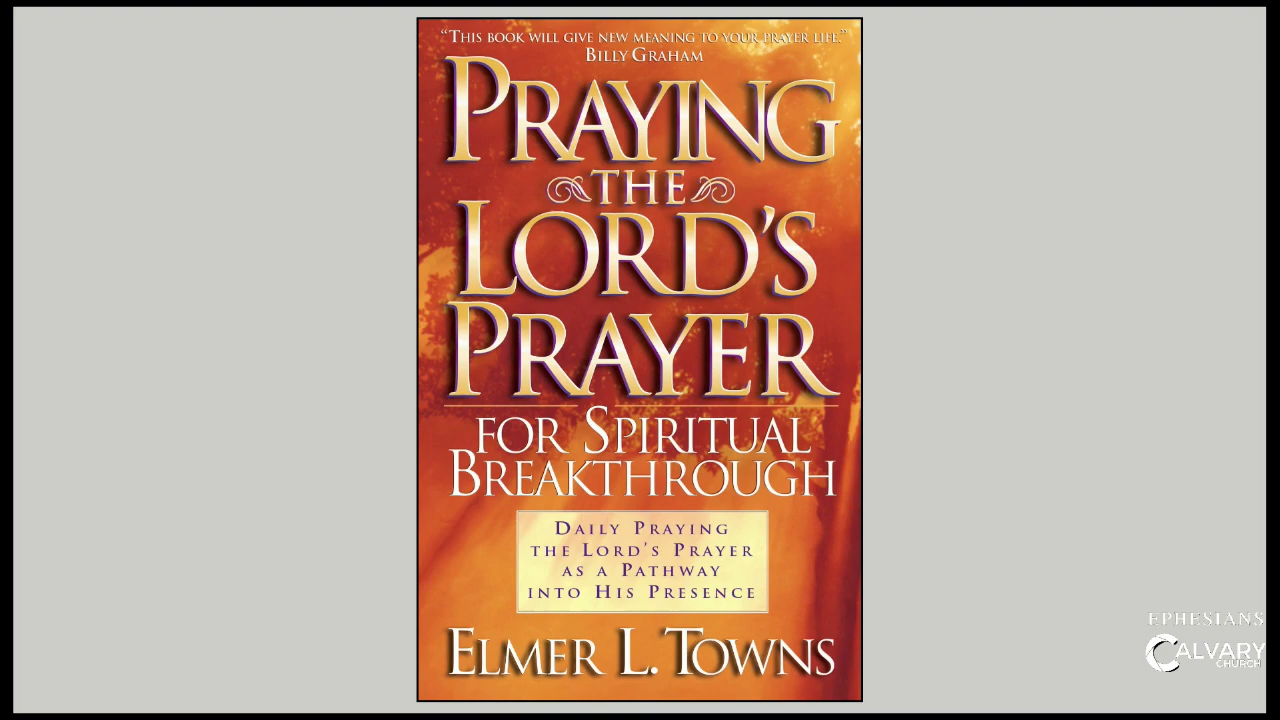 “This book will give new meaning to your prayer life.”
Billy Graham
Praying
the
Lord’s
Prayer
for Spiritual
Breakthrough
Daily Praying
the Lord’s Prayer
as a Pathway
into His Presence
Elmer L. Towns
EPHESIANS
CALVARY
CHURCH